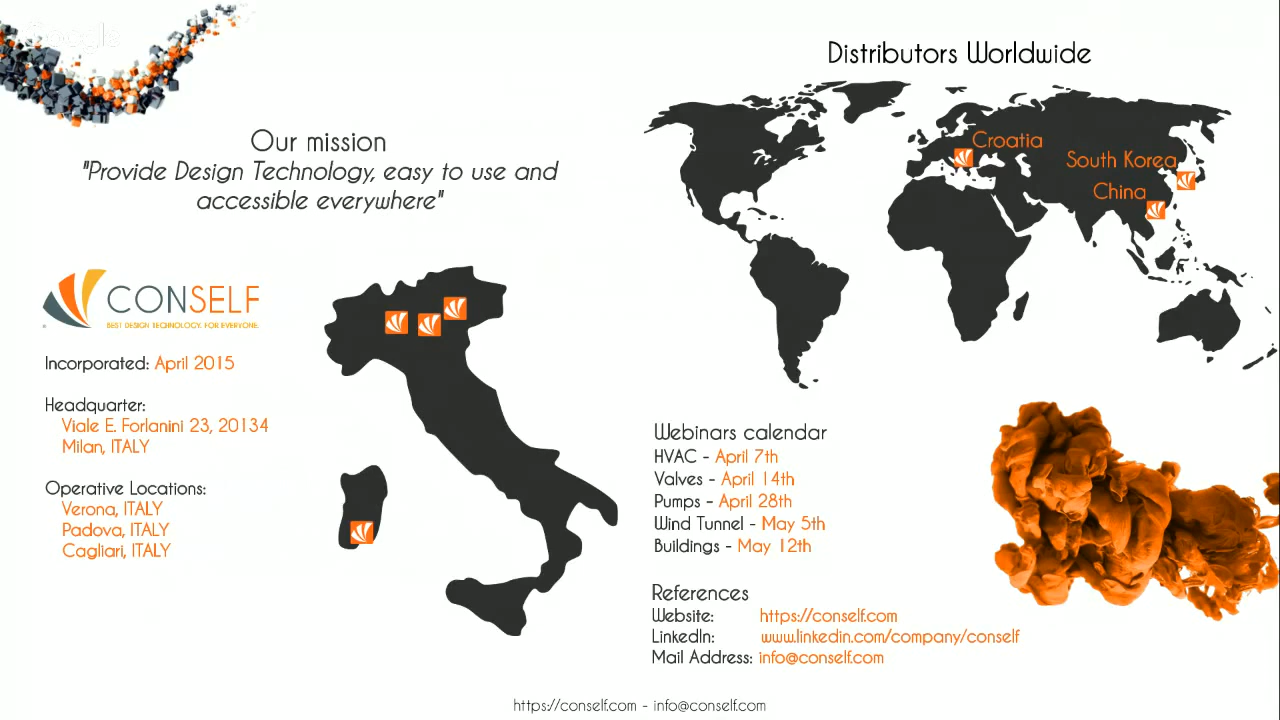 Google
Our mission
"Provide Design Technology, easy to use and
accessible everywhere"
CONSELF
BEST DESIGN TECHNOLOGY. FOR EVERYONE.
Incorporated: April 2015
Headquarter:
Viale E. Forlanini 23, 20134
Milan, ITALY
Operative Locations:
Verona, ITALY
Padova, ITALY
Cagliari, ITALY
Distributors Worldwide
Croatia
South Korea
China
Webinars calendar
HVAC - April 7th
Valves - April 14th
Pumps - April 28th
Wind Tunnel - May 5th
Buildings - May 12th
References
Website: https://conself.com
LinkedIn: www.linkedin.com/company/conself
Mail Address: info@conself.com
https://conself.com - info@conself.com